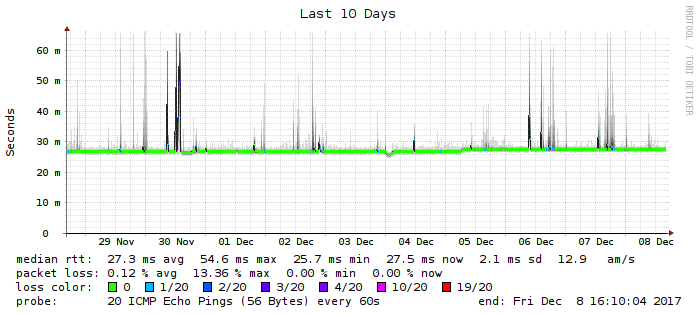 Last 10 Days
RRDTOOL / TOBI OETIKER
Seconds
60 m
50 m
40 m
30 m
20 m
10 m
0
29 Nov 30 Nov 01 Dec 02 Dec 03 Dec 04 Dec 05 Dec 06 Dec 07 Dec 08 Dec
median rtt: 27.3 ms avg 54.6 ms max 25.7 ms min 27.5 ms now 2.1 ms sd 12.9 am/s
packet loss: 0.12 % avg 13.36 % max 0.00 % min 0.00 % now
loss color: 0 1/20 2/20 3/20 4/20 10/20 19/20
probe: 20 ICMP Echo Pings (56 Bytes) every 60s end: Fri Dec 8 16:10:04 2017